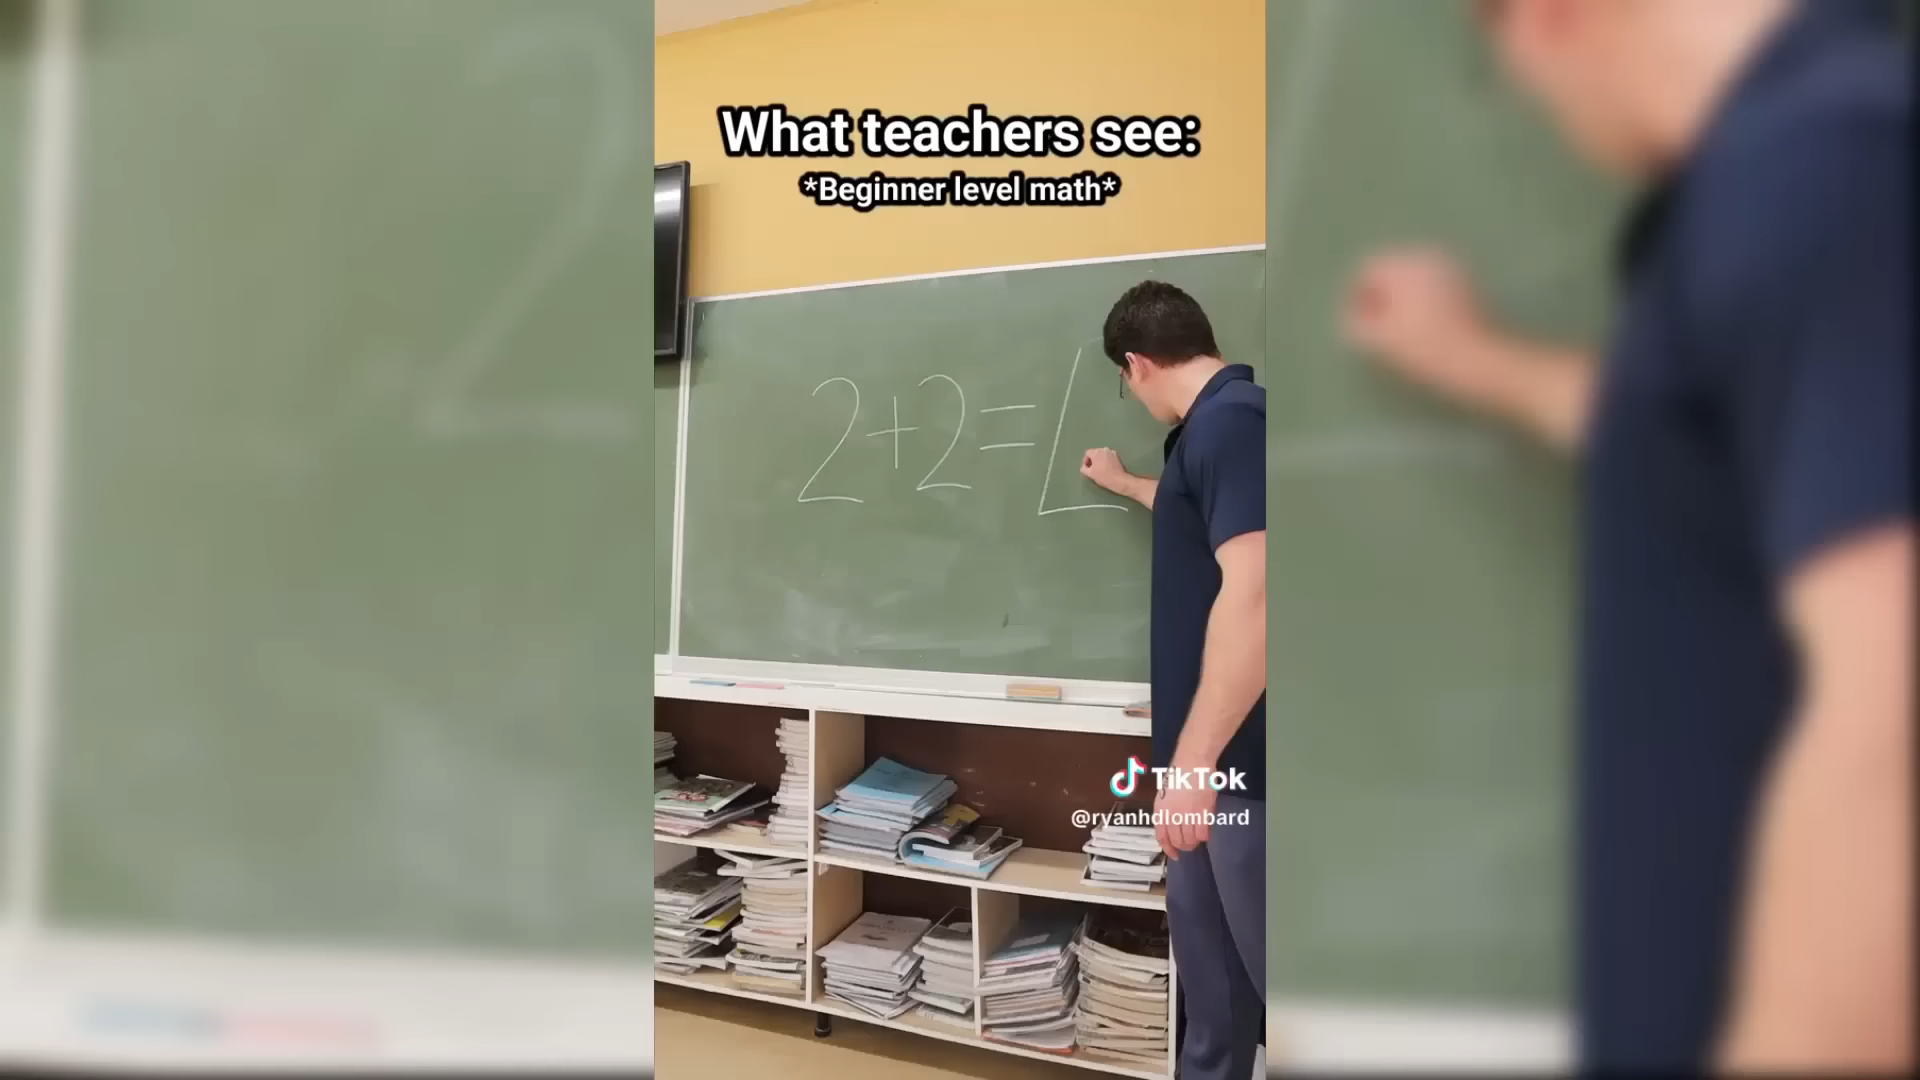 What teachers see:
*Beginner level math*
2+2=
TikTok
@ryanhdlombard